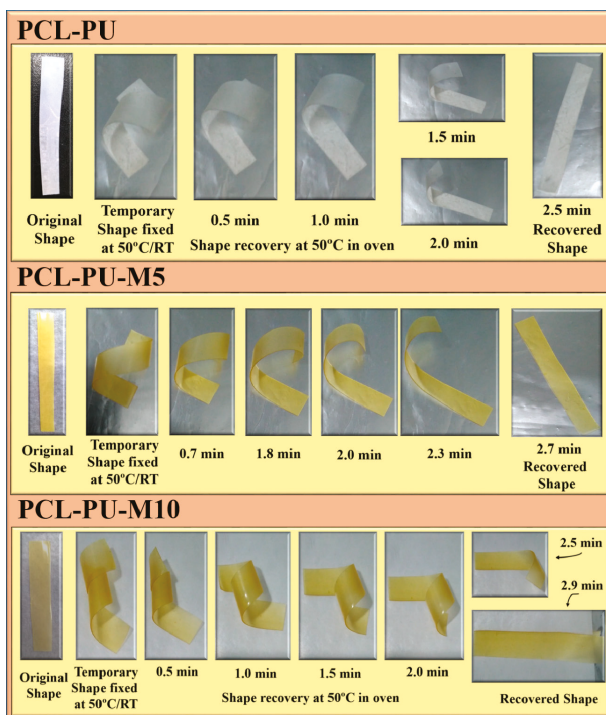 PCL-PU
Original
Shape
Temporary
Shape fixed
at 50°C/RT
0.5 min
1.0 min
Shape recovery at 50°C in oven
1.5 min
2.0 min
2.5 min
Recovered
Shape
PCL-PU-M5
Original
Shape
Temporary
Shape fixed
at 50°C/RT
0.7 min
1.8 min
2.0 min
2.3 min
2.7 min
Recovered
Shape
PCL-PU-M10
Original
Shape
Temporary
Shape fixed
at 50°C/RT
0.5 min
1.0 min
1.5 min
2.0 min
Shape recovery at 50°C in oven
2.5 min
2.9 min
Recovered Shape